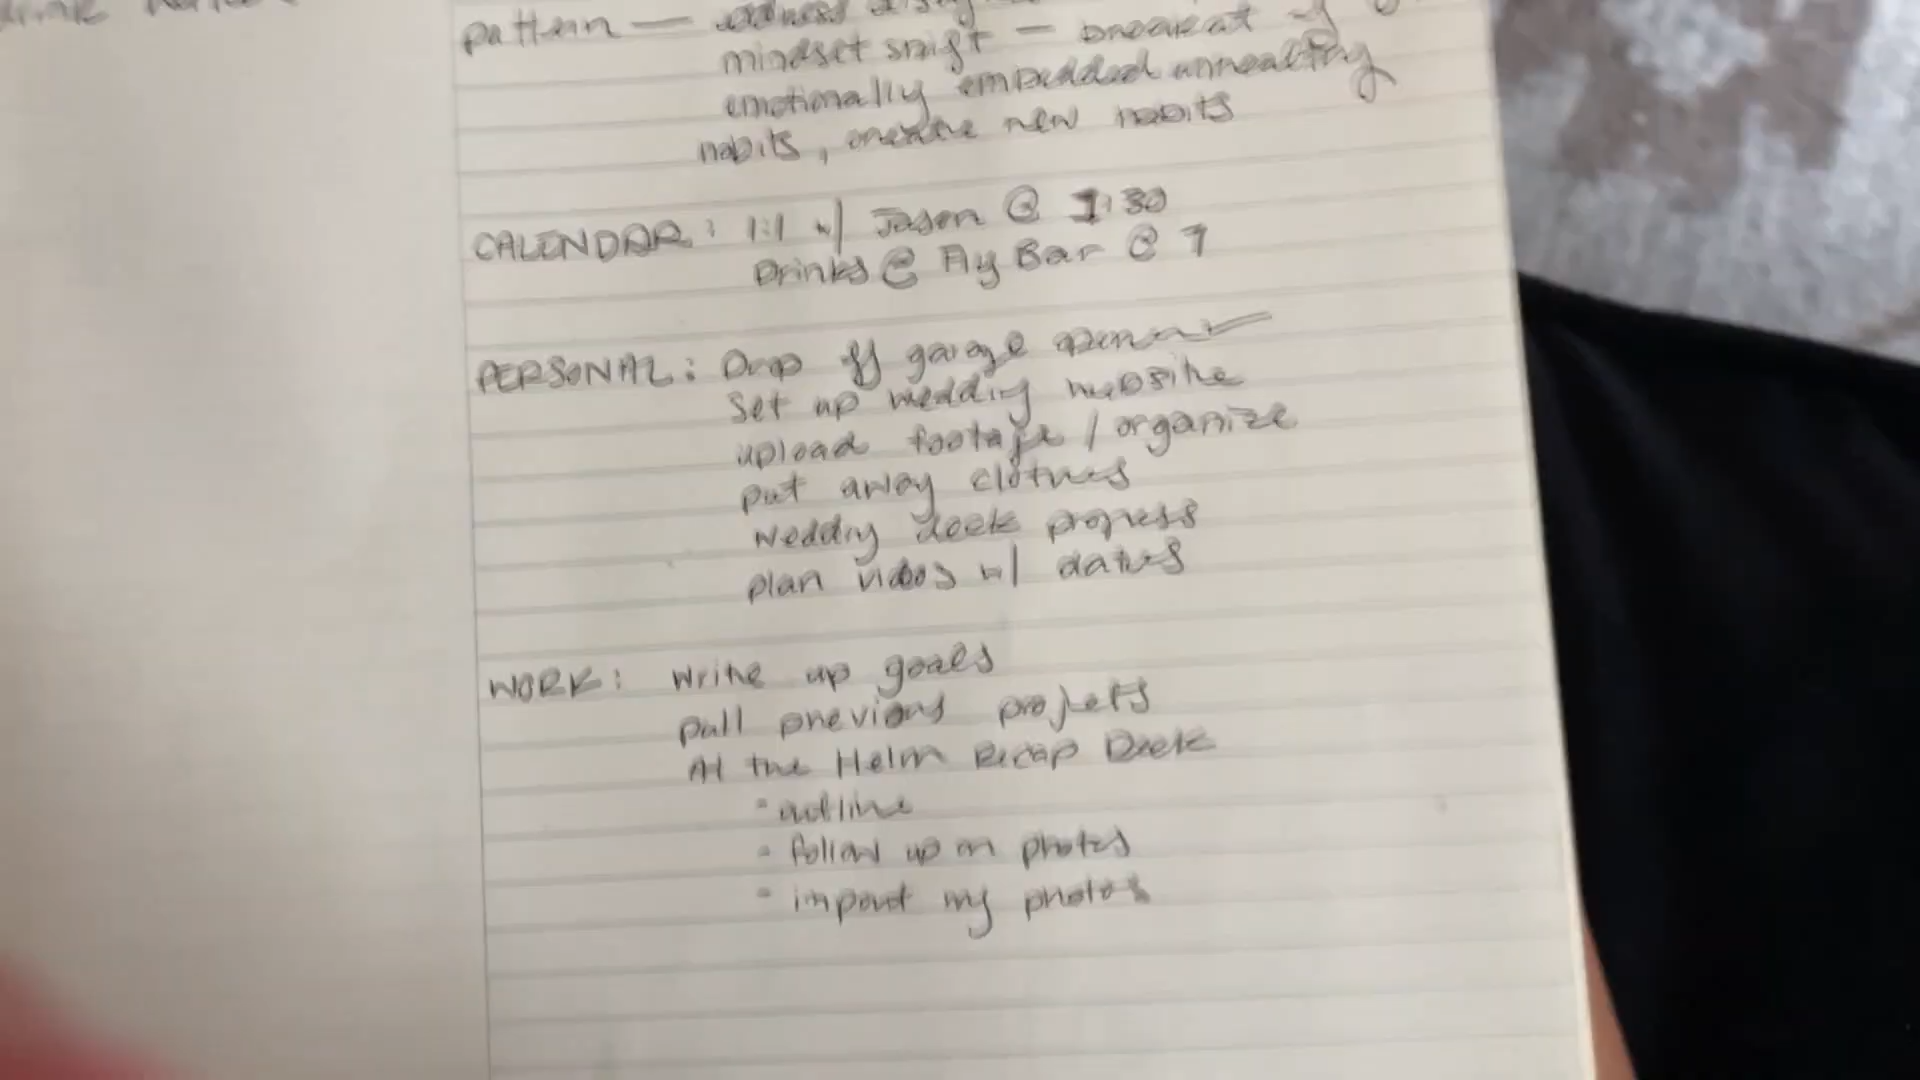 pattern —
mindset shift — break out of
emotionally embedded unhealthy
habits, create new habits
CALENDAR: 1:1 w/ Jason @ 1:30
Drinks @ Fly Bar @ 7
PERSONAL: Drop off garage opener
Set up wedding website
upload footage / organize
put away clothes
wedding deck progress
plan videos w/ dates
WORK: Write up goals
pull previous projects
At the Helm Recap Deck
- outline
- follow up on photos
- import my photos